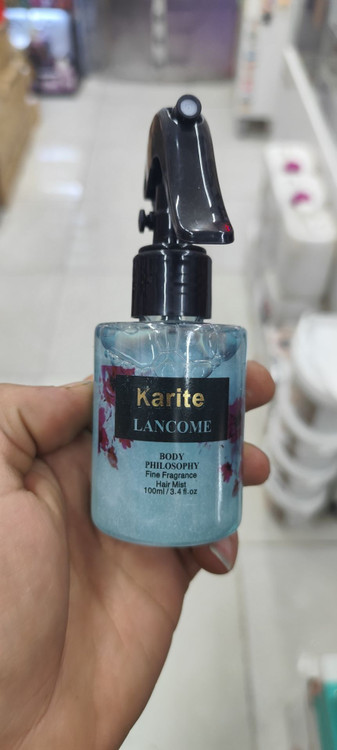 Karite
LANCOME
BODY
PHILOSOPHY
Fine Fragrance
Hair Mist
100ml / 3.4 fl.oz